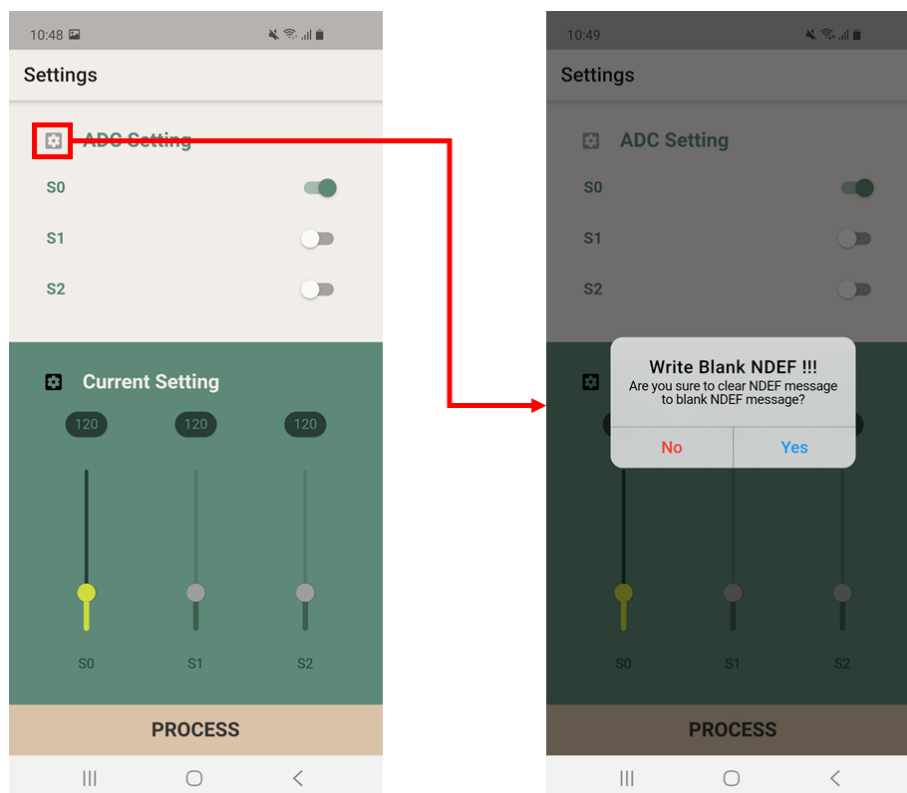 10:48
Settings
ADC Setting
S0
S1
S2
Current Setting
120 120 120
S0 S1 S2
PROCESS
10:49
Settings
ADC Setting
S0
S1
S2
Write Blank NDEF !!!
Are you sure to clear NDEF message
to blank NDEF message?
No Yes
S0 S1 S2
PROCESS